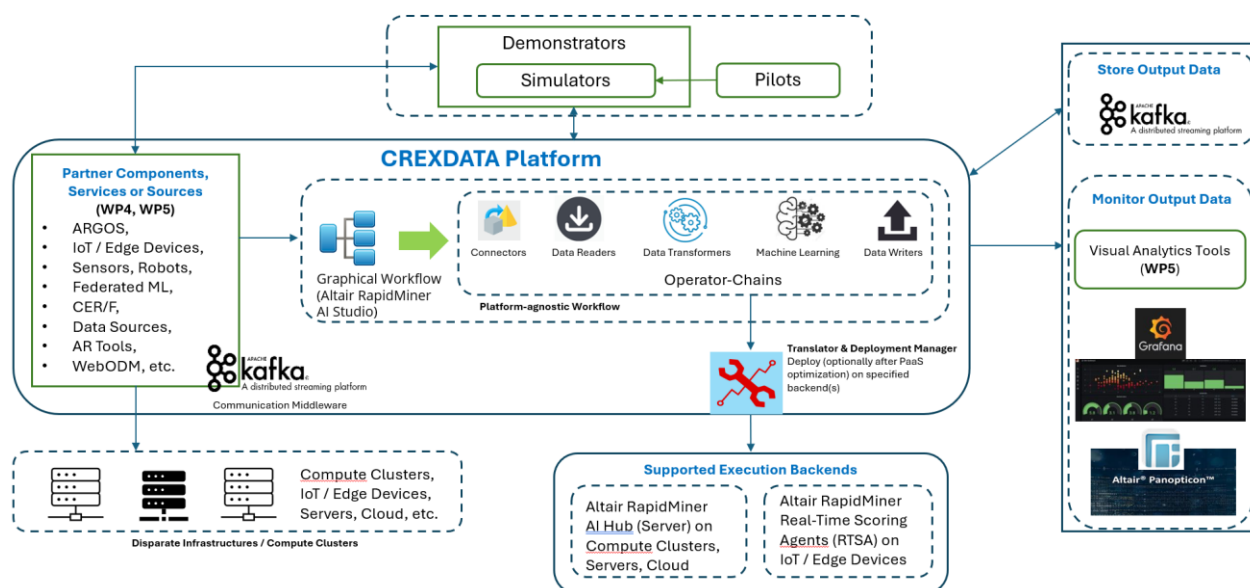 Demonstrators
Simulators
Pilots
Store Output Data
APACHE
kafka
A distributed streaming platform
CREXDATA Platform
Partner Components,
Services or Sources
(WP4, WP5)
• ARGOS,
• IoT / Edge Devices,
• Sensors, Robots,
• Federated ML,
• CER/F,
• Data Sources,
• AR Tools,
• WebODM, etc.
APACHE
kafka
A distributed streaming platform
Communication Middleware
Graphical Workflow
(Altair RapidMiner
AI Studio)
Connectors
Data Readers
Data Transformers
Machine Learning
Data Writers
Operator-Chains
Platform-agnostic Workflow
Translator & Deployment Manager
Deploy (optionally after PaaS
optimization) on specified
backend(s)
Monitor Output Data
Visual Analytics Tools
(WP5)
Grafana
Altair® Panopticon™
Compute Clusters,
IoT / Edge Devices,
Servers, Cloud, etc.
Disparate Infrastructures / Compute Clusters
Supported Execution Backends
Altair RapidMiner
AI Hub (Server) on
Compute Clusters,
Servers, Cloud
Altair RapidMiner
Real-Time Scoring
Agents (RTSA) on
IoT / Edge Devices